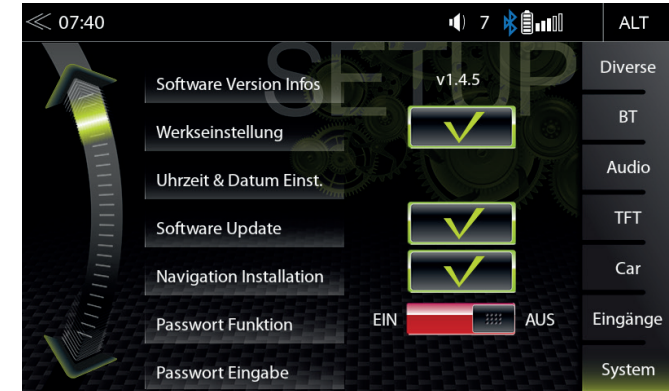 07:40 7 ALT
SETUP
Software Version Infos v1.4.5
Werkseinstellung
Uhrzeit & Datum Einst.
Software Update
Navigation Installation
Passwort Funktion EIN AUS
Passwort Eingabe
Diverse
BT
Audio
TFT
Car
Eingänge
System